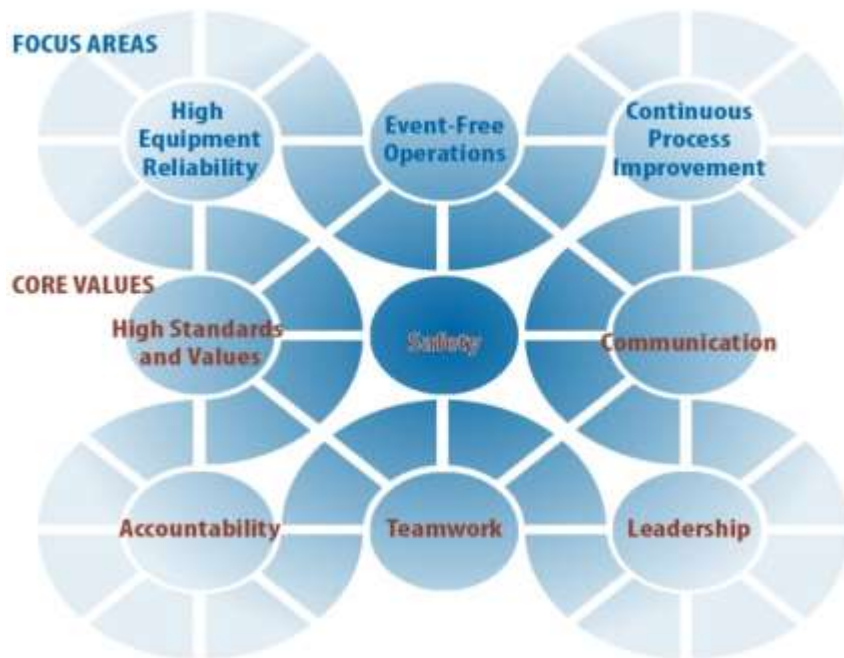 FOCUS AREAS
High
Equipment
Reliability
Event-Free
Operations
Continuous
Process
Improvement
CORE VALUES
High Standards
and Values
Safety
Communication
Accountability
Teamwork
Leadership